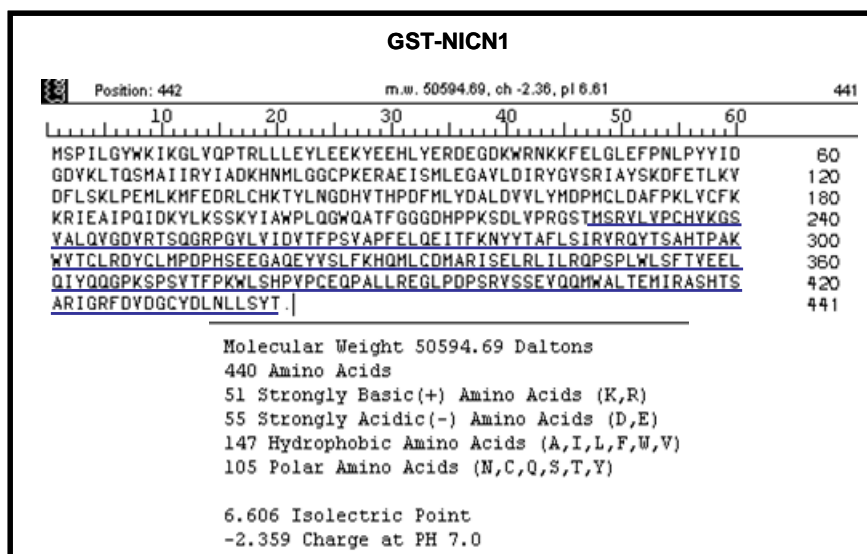 GST-NICN1
Position: 442 m.w. 50594.69, ch -2.36, pI 6.61 441
10 20 30 40 50 60
MSPILGYWKIKGLVQPTRLLLEYLEEKYEEHLYERDEGDKWRNKKFELGLEFPNLPYYID 60
GDVKLTQSMAIIRYIADKHNMLGGCPKERAEISMLEGAVLDIRYGVSRIAYSKDFETLKV 120
DFLSKLPEMLKMFEDRLCHKTYLNGDHVTHPDFMLYDALDVVLYMDPMCLDAFPKLVCFK 180
KRIEAIPQIDKYLKSSKYIAWPLQGWQATFGGGDHPPKSDLVPRGSTMSRVLVPCHVKGS 240
VALQVGDVRTSQGRPGVLVIDVTFPSVAPFELQEITFKNYYTAFLSIRVRQYTSAHTPAK 300
WVTCLRDYCLMPDPHSEEGAQEYVSLFKHQMLCDMARISELRLILRQPSPLWLSFTVEEL 360
QIYQQGPKSPSVTFPKWLSHPVPCEQPALLREGLPDPSRVSSEVQQMWALTEMIRASHTS 420
ARIGRFDVDGCYDLNLLSYT. 441
Molecular Weight 50594.69 Daltons
440 Amino Acids
51 Strongly Basic(+) Amino Acids (K,R)
55 Strongly Acidic(-) Amino Acids (D,E)
147 Hydrophobic Amino Acids (A,I,L,F,W,V)
105 Polar Amino Acids (N,C,Q,S,T,Y)
6.606 Isolectric Point
-2.359 Charge at PH 7.0